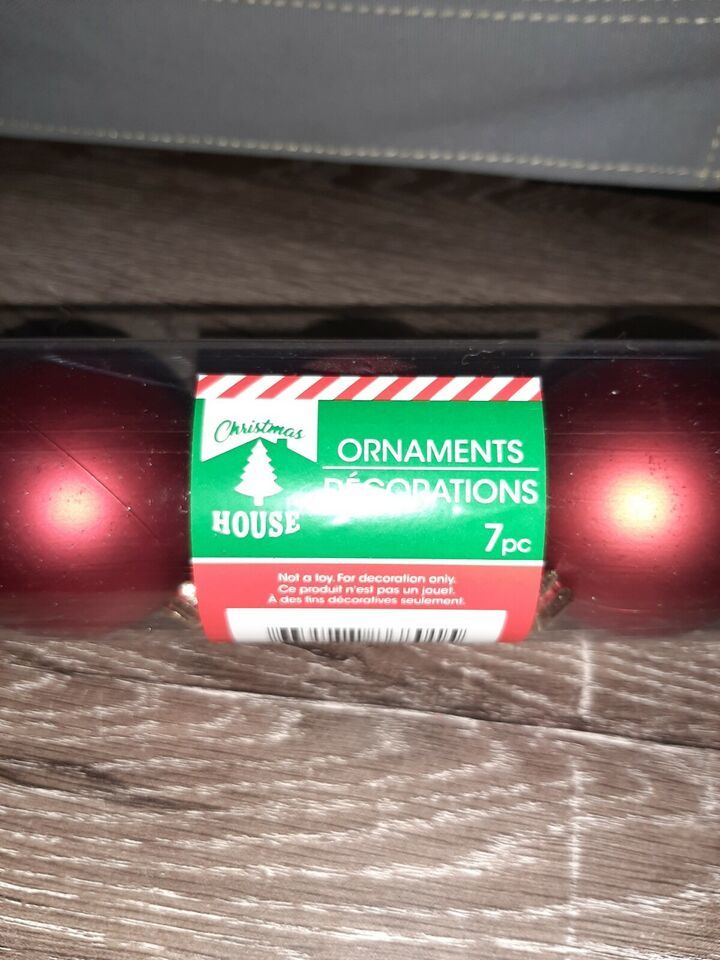 Christmas
HOUSE
ORNAMENTS
DÉCORATIONS
7pc
Not a toy. For decoration only.
Ce produit n'est pas un jouet.
À des fins décoratives seulement.